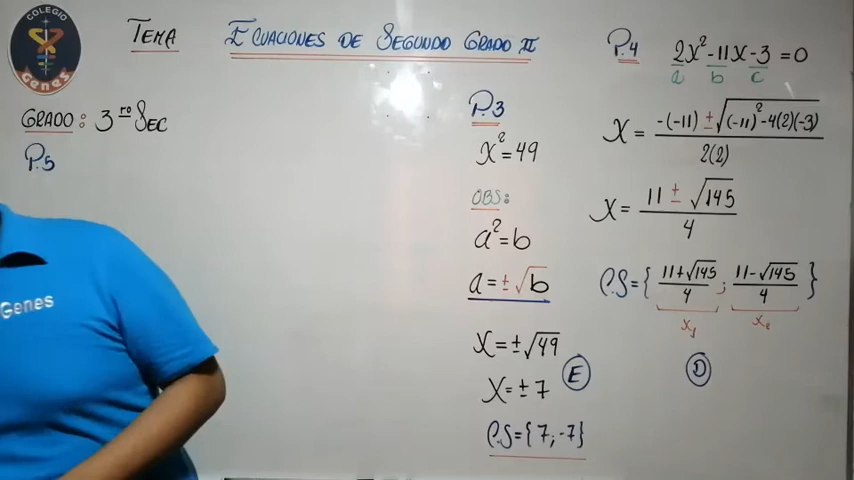 COLEGIO
Genes
TEMA ECUACIONES DE SEGUNDO GRADO II
GRADO: 3 ro SEC
P.5
Genes
P.3
x² = 49
OBS:
a² = b
a = ± √b
x = ± √49
x = ± 7
C.S = { 7 ; -7 }
E
P.4 2x² - 11x - 3 = 0
a b c
x = (-(-11) ± √((-11)² - 4(2)(-3))) / 2(2)
x = (11 ± √145) / 4
C.S = { (11 + √145) / 4 ; (11 - √145) / 4 }
x₁ x₂
D